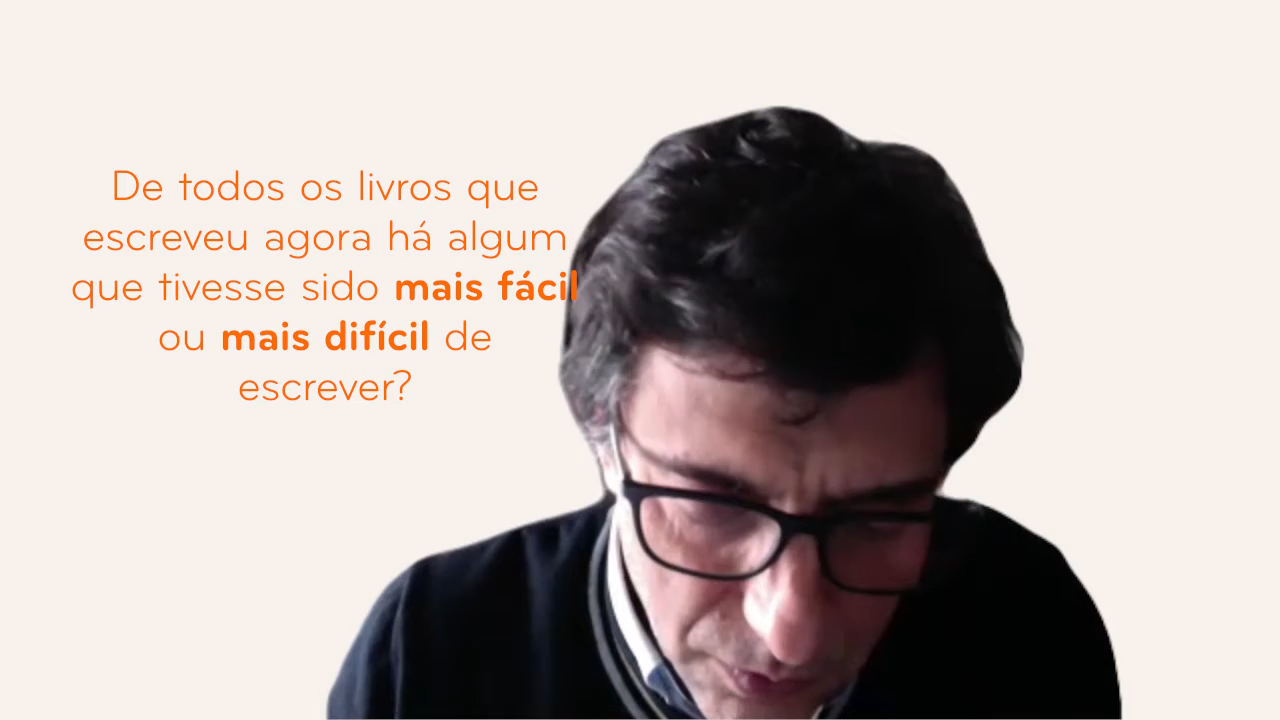 De todos os livros que
escreveu agora há algum
que tivesse sido mais fácil
ou mais difícil de
escrever?